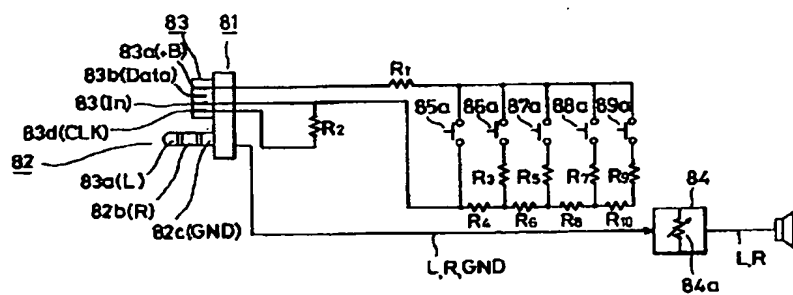 83
81
83a(+B)
83b(Data)
83(In)
83d(CLK)
82
83a(L)
82b(R)
82c(GND)
R1
R2
85a
86a
87a
88a
89a
R3
R5
R7
R9
R4
R6
R8
R10
84
84a
L,R,GND
L,R